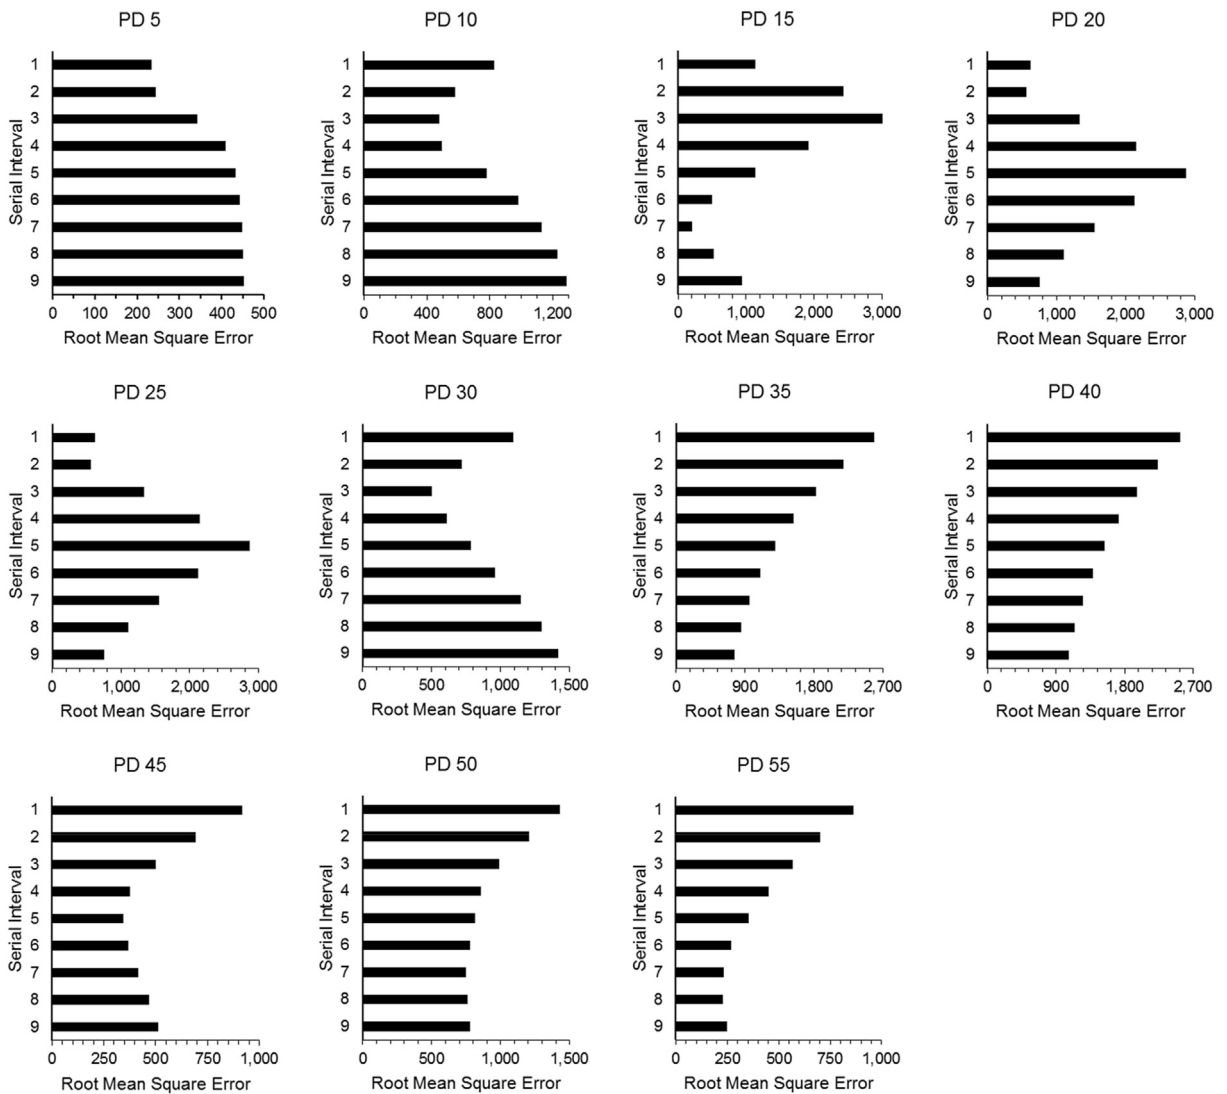 PD 5
Serial Interval
1
2
3
4
5
6
7
8
9
0 100 200 300 400 500
Root Mean Square Error
PD 10
Serial Interval
1
2
3
4
5
6
7
8
9
0 400 800 1,200
Root Mean Square Error
PD 15
Serial Interval
1
2
3
4
5
6
7
8
9
0 1,000 2,000 3,000
Root Mean Square Error
PD 20
Serial Interval
1
2
3
4
5
6
7
8
9
0 1,000 2,000 3,000
Root Mean Square Error
PD 25
Serial Interval
1
2
3
4
5
6
7
8
9
0 1,000 2,000 3,000
Root Mean Square Error
PD 30
Serial Interval
1
2
3
4
5
6
7
8
9
0 500 1,000 1,500
Root Mean Square Error
PD 35
Serial Interval
1
2
3
4
5
6
7
8
9
0 900 1,800 2,700
Root Mean Square Error
PD 40
Serial Interval
1
2
3
4
5
6
7
8
9
0 900 1,800 2,700
Root Mean Square Error
PD 45
Serial Interval
1
2
3
4
5
6
7
8
9
0 250 500 750 1,000
Root Mean Square Error
PD 50
Serial Interval
1
2
3
4
5
6
7
8
9
0 500 1,000 1,500
Root Mean Square Error
PD 55
Serial Interval
1
2
3
4
5
6
7
8
9
0 250 500 750 1,000
Root Mean Square Error